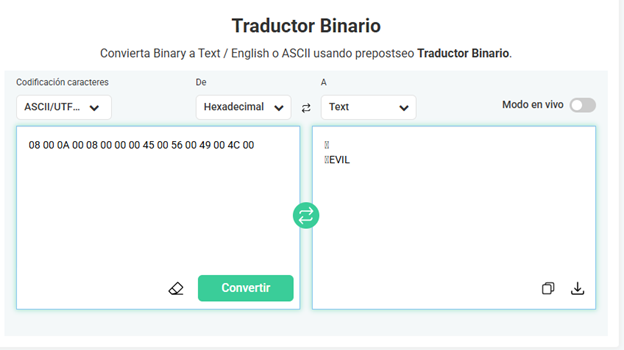 Traductor Binario
Convierta Binary a Text / English o ASCII usando prepostseo Traductor Binario.
Codificación caracteres
De
A
ASCII/UTF...
Hexadecimal
Text
Modo en vivo
08 00 0A 00 08 00 00 00 45 00 56 00 49 00 4C 00
EVIL
Convertir